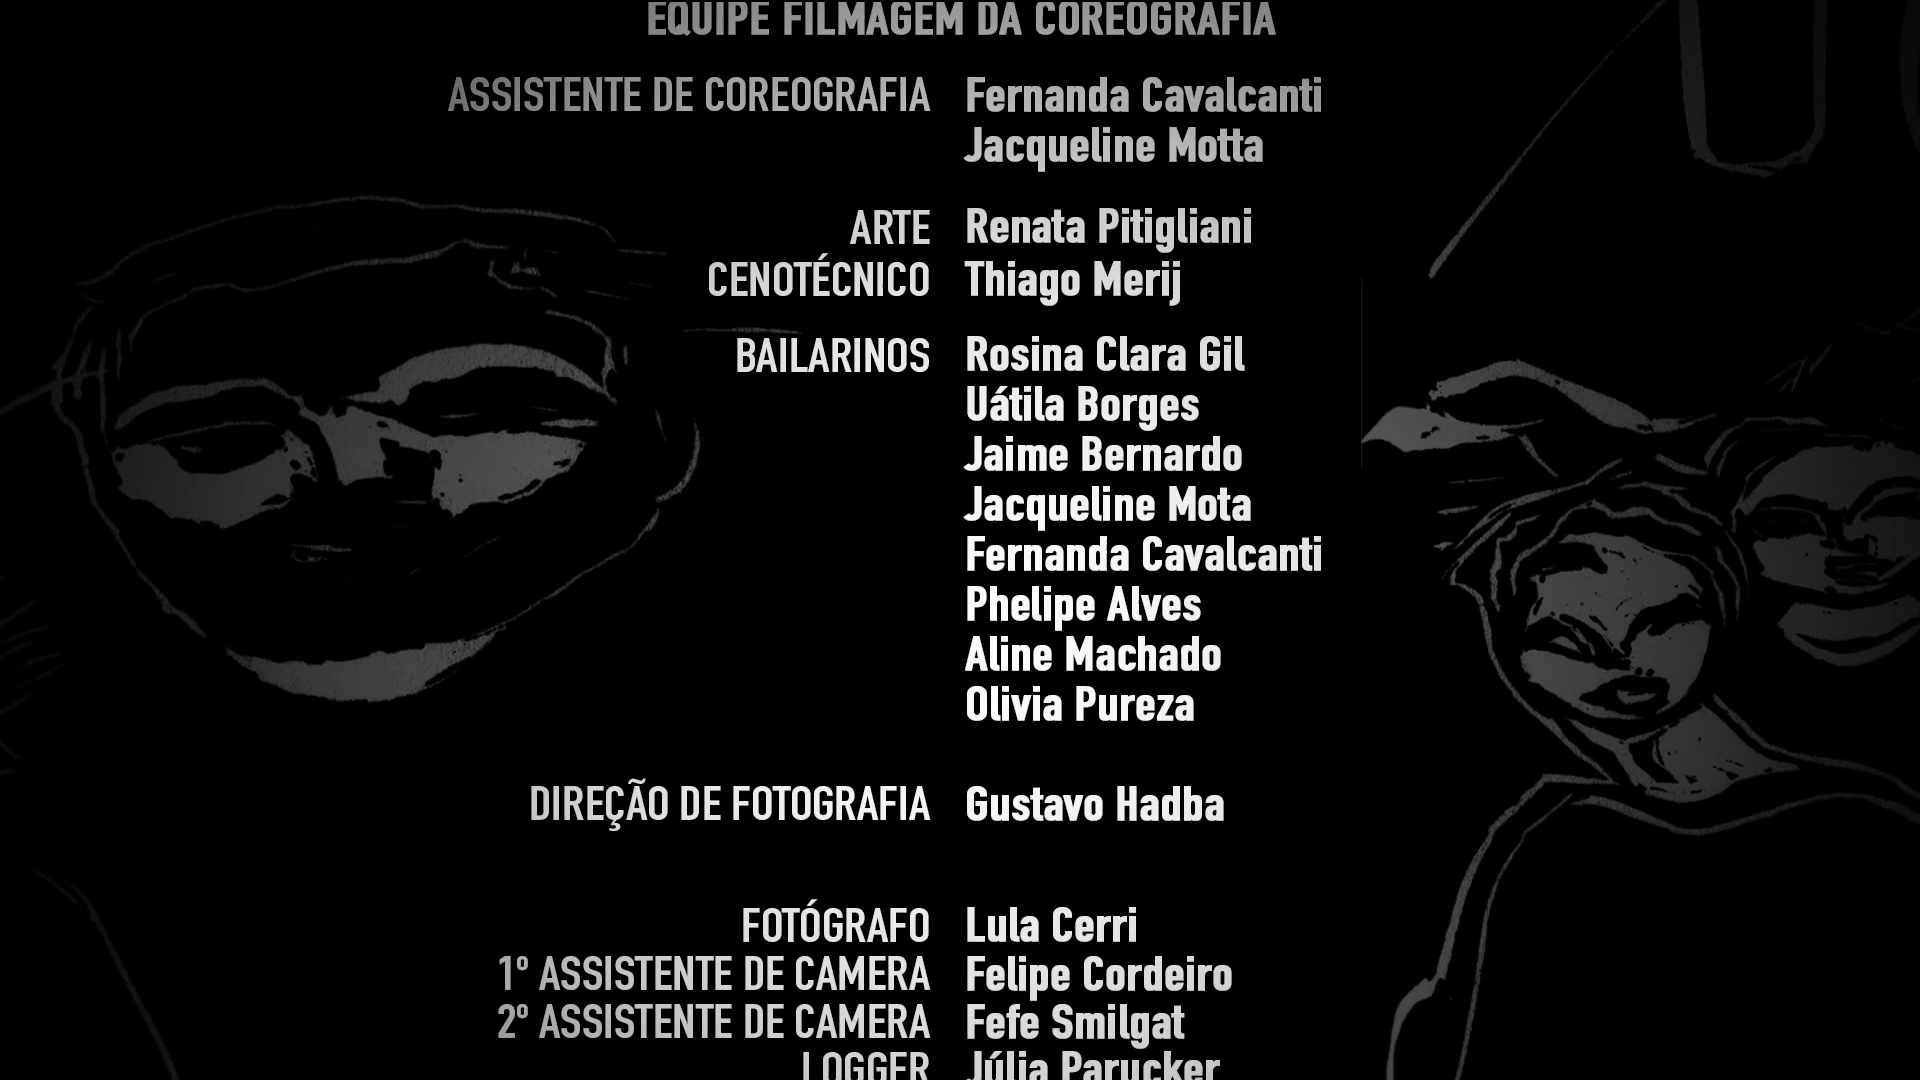 EQUIPE FILMAGEM DA COREOGRAFIA
ASSISTENTE DE COREOGRAFIA Fernanda Cavalcanti
Jacqueline Motta
ARTE Renata Pitigliani
CENOTÉCNICO Thiago Merij
BAILARINOS Rosina Clara Gil
Uátila Borges
Jaime Bernardo
Jacqueline Mota
Fernanda Cavalcanti
Phelipe Alves
Aline Machado
Olivia Pureza
DIREÇÃO DE FOTOGRAFIA Gustavo Hadba
FOTÓGRAFO Lula Cerri
1º ASSISTENTE DE CAMERA Felipe Cordeiro
2º ASSISTENTE DE CAMERA Fefe Smilgat
LOGGER Júlia Parucker